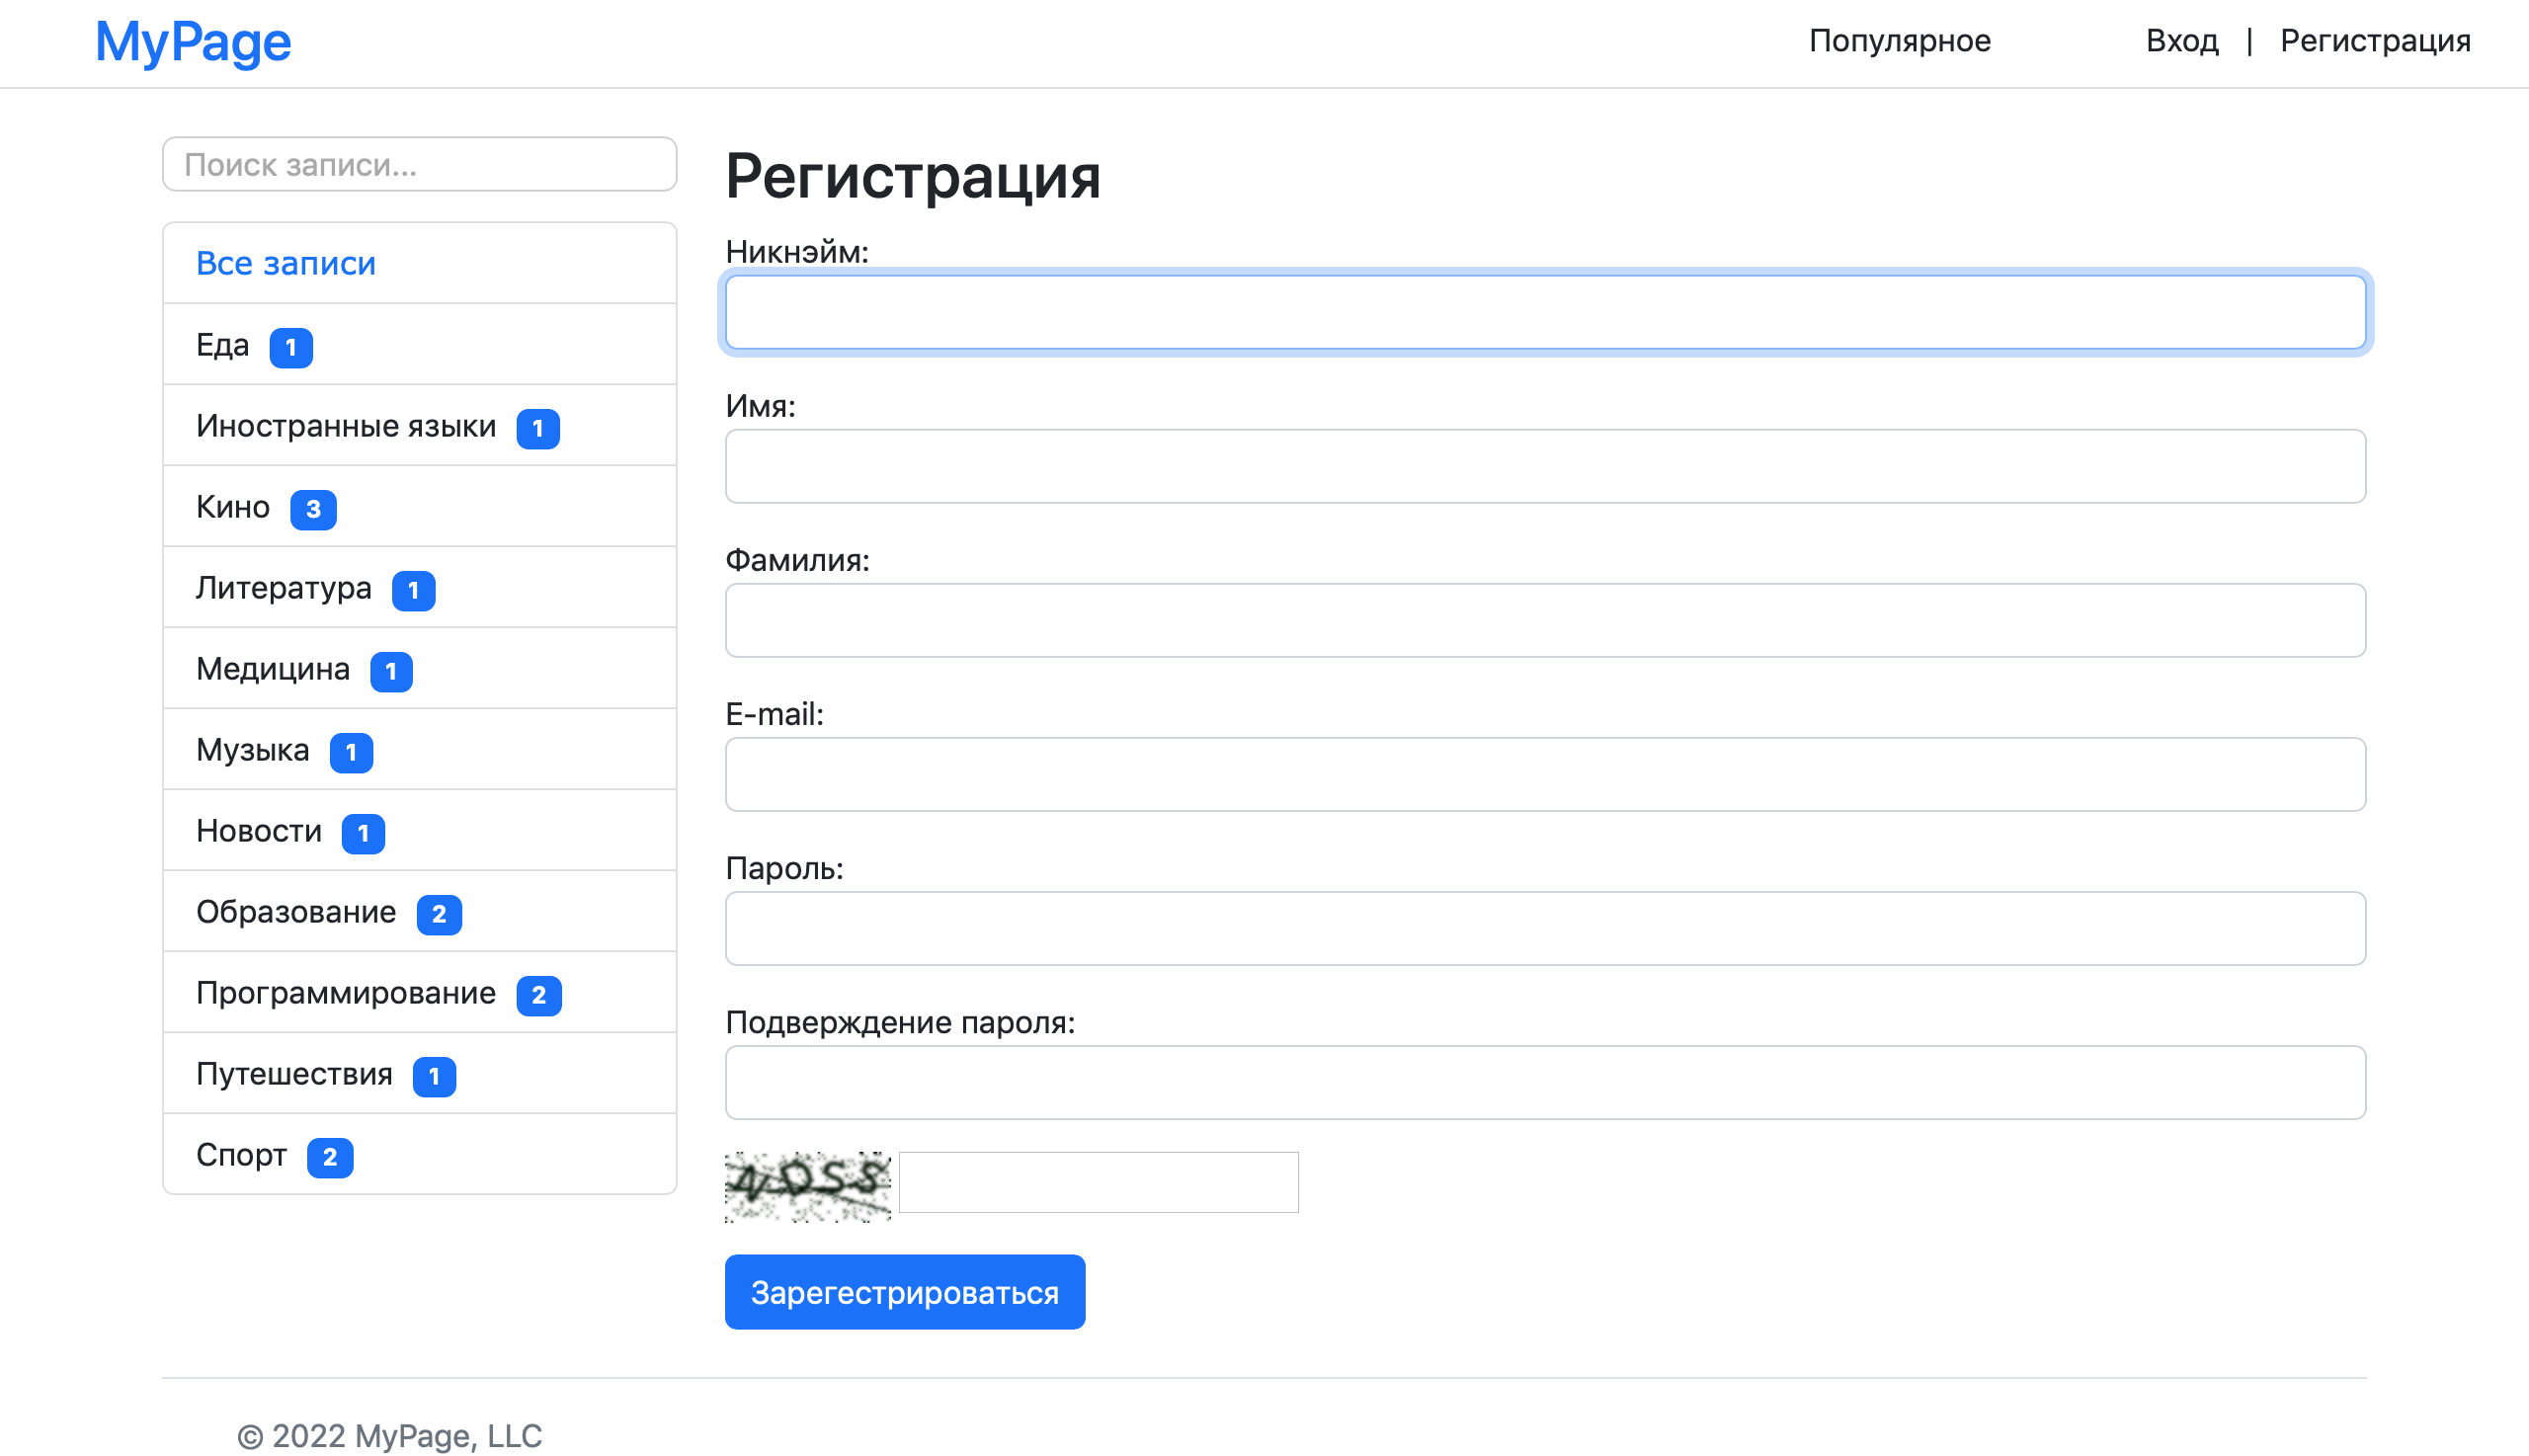 MyPage
Популярное
Вход | Регистрация
Поиск записи...
Все записи
Еда 1
Иностранные языки 1
Кино 3
Литература 1
Медицина 1
Музыка 1
Новости 1
Образование 2
Программирование 2
Путешествия 1
Спорт 2
Регистрация
Никнэйм:
Имя:
Фамилия:
E-mail:
Пароль:
Подтверждение пароля:
Зарегестрироваться
© 2022 MyPage, LLC